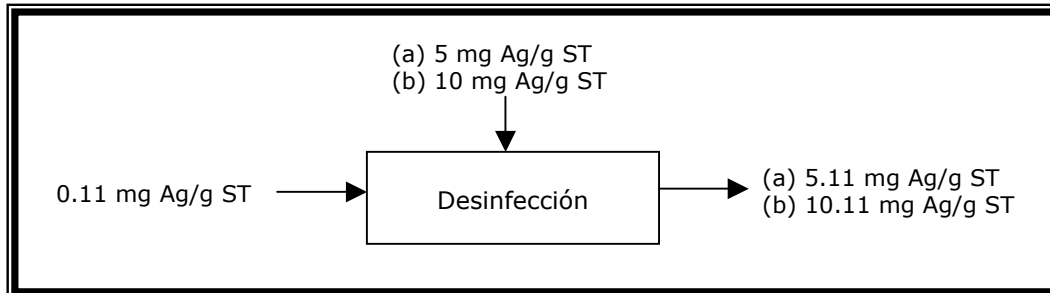 (a) 5 mg Ag/g ST
(b) 10 mg Ag/g ST
0.11 mg Ag/g ST
Desinfección
(a) 5.11 mg Ag/g ST
(b) 10.11 mg Ag/g ST